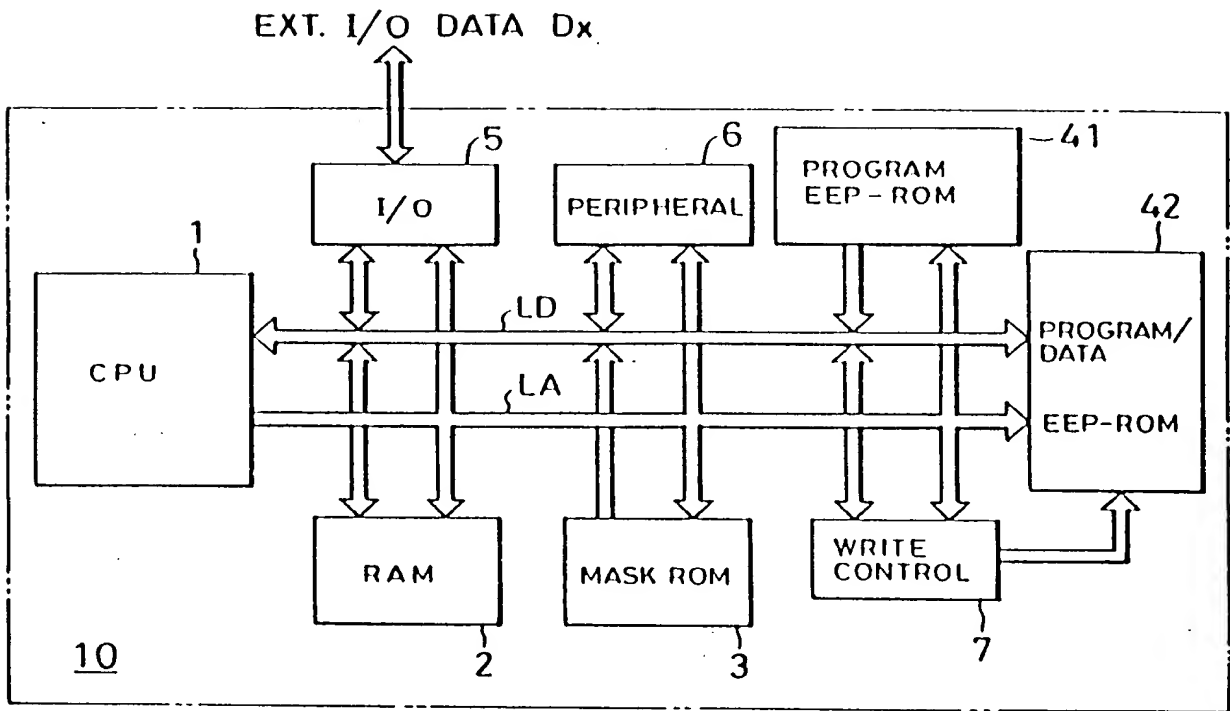 EXT. I/O DATA Dx
5
I/O
6
PERIPHERAL
41
PROGRAM
EEP-ROM
42
PROGRAM/
DATA
EEP-ROM
1
CPU
LD
LA
RAM
2
MASK ROM
3
WRITE
CONTROL
7
10